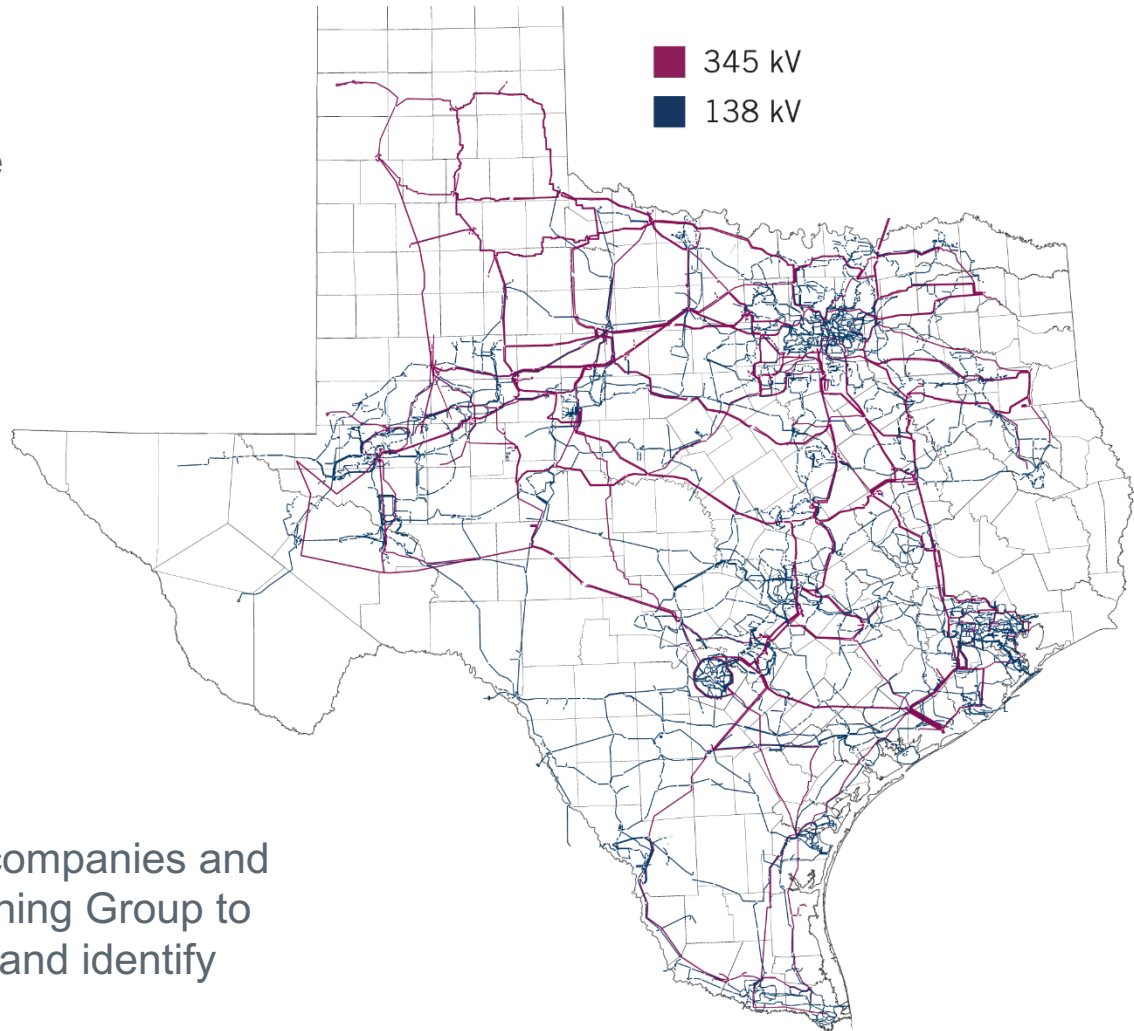 345 kV
138 kV
companies and
ning Group to
and identify